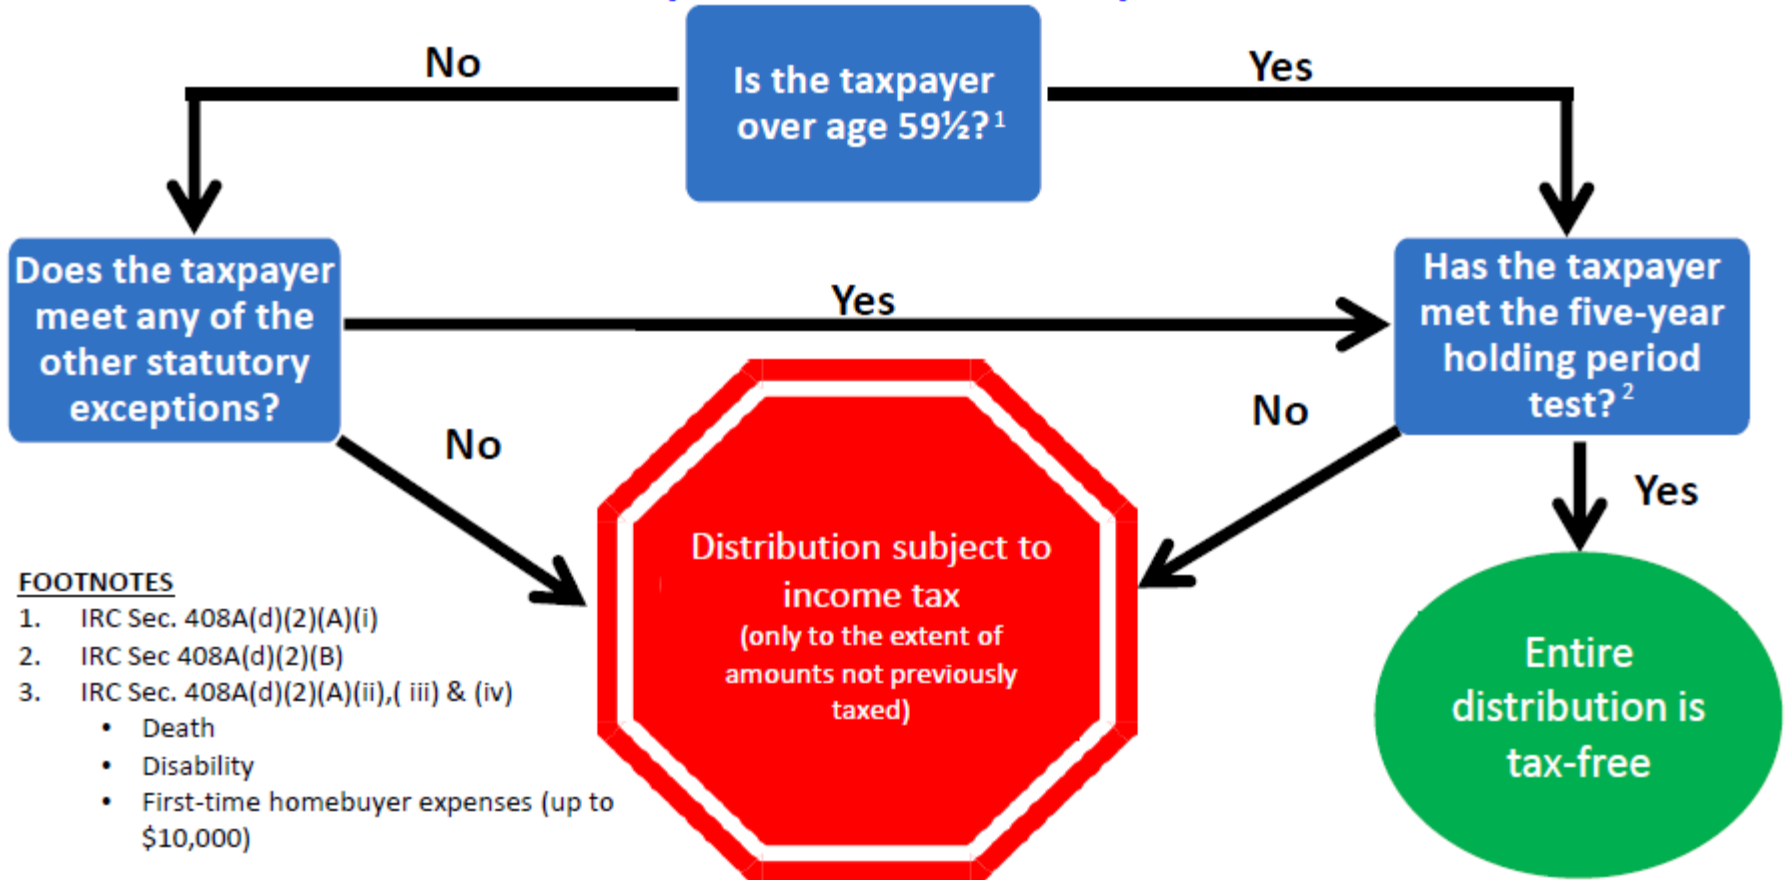 No
Yes
Is the taxpayer
over age 59½? 1
Does the taxpayer
meet any of the
other statutory
exceptions?
Yes
Has the taxpayer
met the five-year
holding period
test? 2
No
No
Yes
Distribution subject to
income tax
(only to the extent of
amounts not previously
taxed)
Entire
distribution is
tax-free
FOOTNOTES
1. IRC Sec. 408A(d)(2)(A)(i)
2. IRC Sec 408A(d)(2)(B)
3. IRC Sec. 408A(d)(2)(A)(ii),( iii) & (iv)
• Death
• Disability
• First-time homebuyer expenses (up to
$10,000)